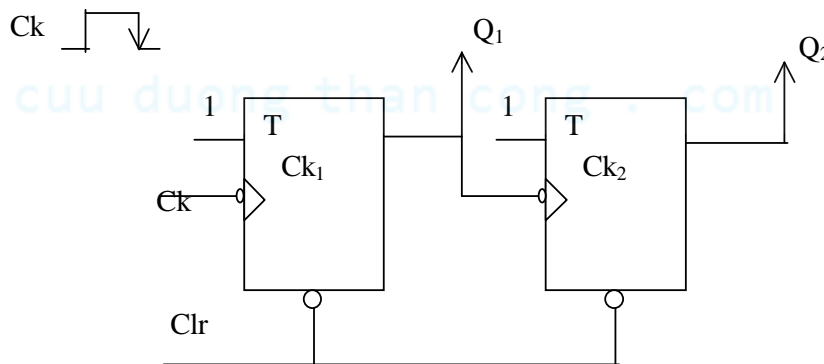 Ck
Q₁
Q₂
cuu duong than cong . com
1
T
1
T
Ck₁
Ck₂
Ck
Clr